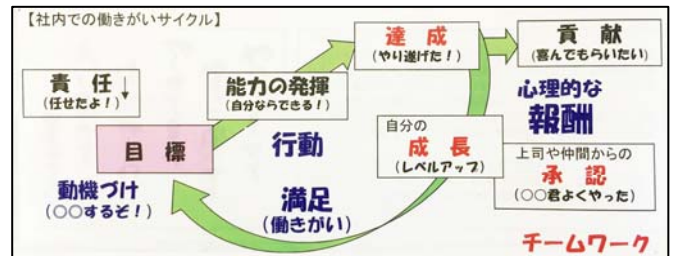 【社内での働きがいサイクル】
責任
(任せたよ!)
↓
目標
動機づけ
(○○するぞ!)
能力の発揮
(自分ならできる!)
行動
満足
(働きがい)
達成
(やり遂げた!)
自分の
成長
(レベルアップ)
貢献
(喜んでもらいたい)
心理的な
報酬
上司や仲間からの
承認
(○○君よくやった)
チームワーク